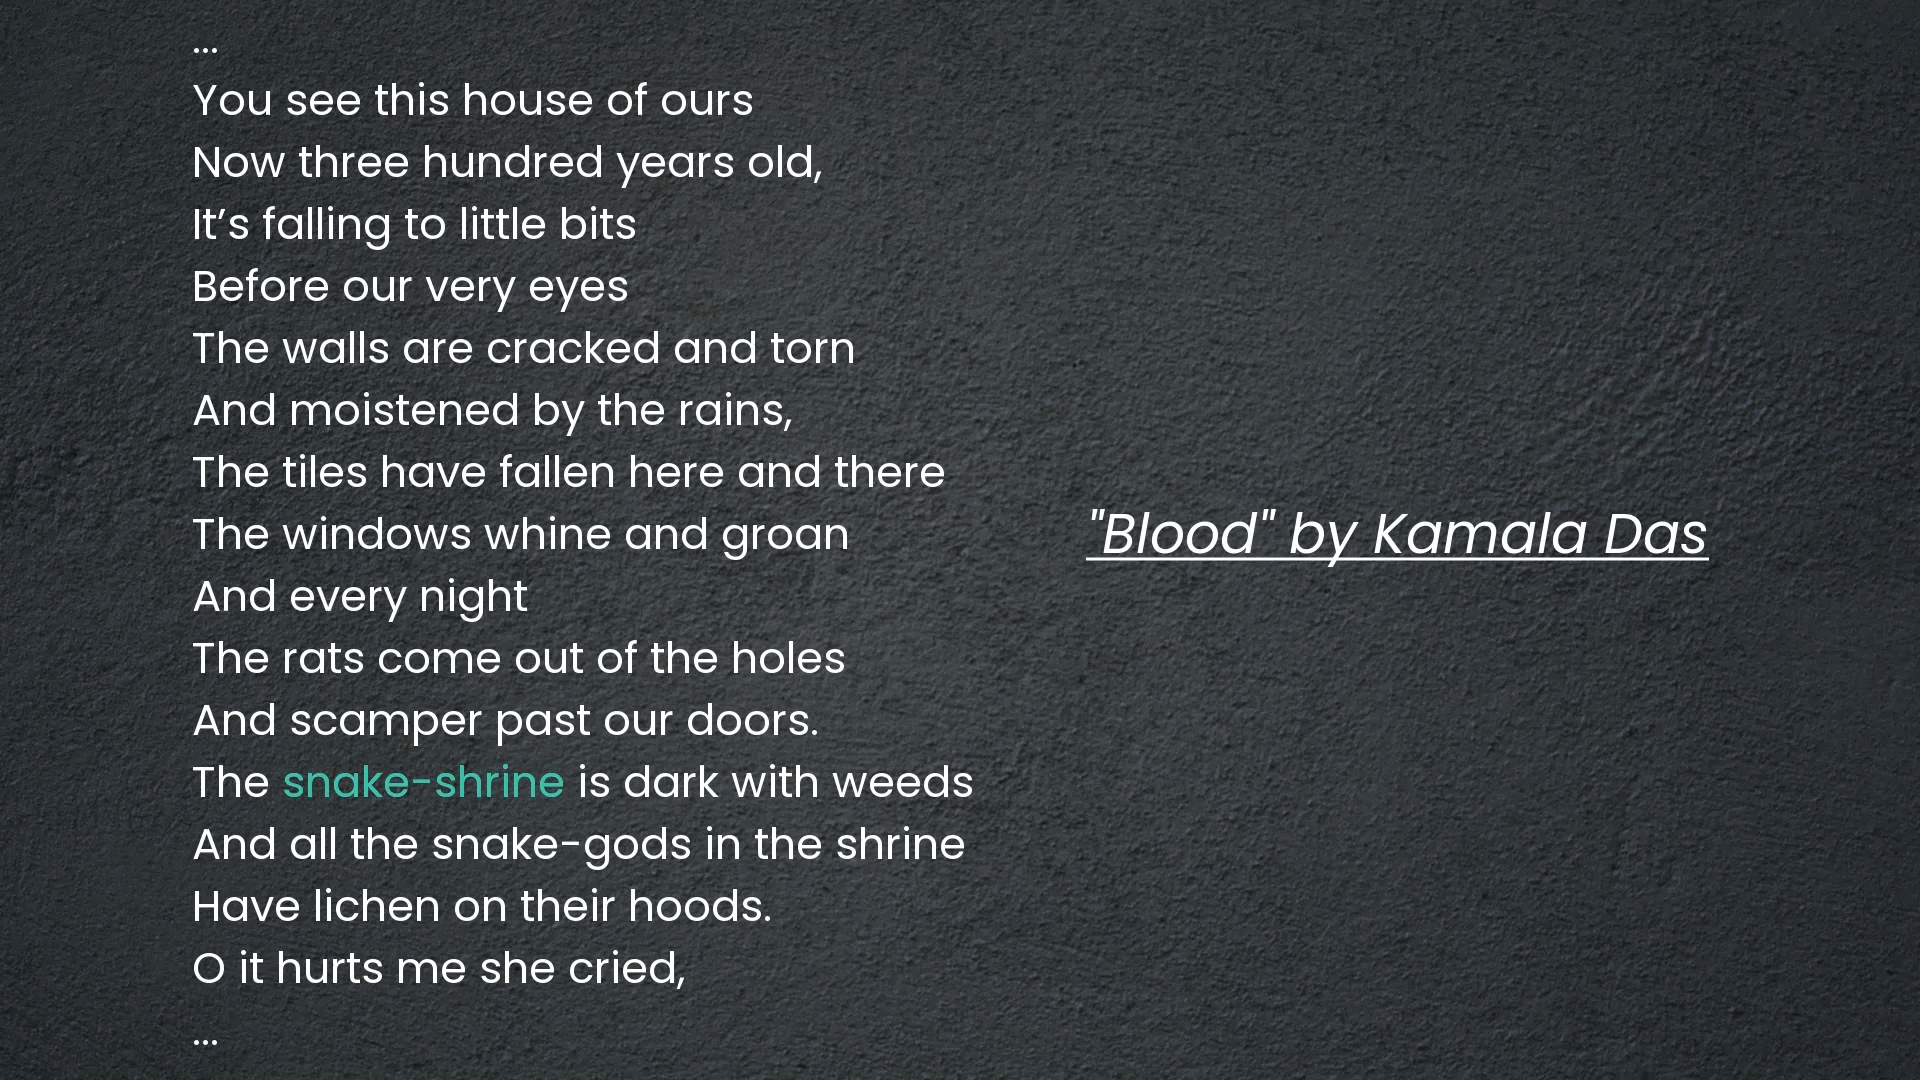 ...
You see this house of ours
Now three hundred years old,
It’s falling to little bits
Before our very eyes
The walls are cracked and torn
And moistened by the rains,
The tiles have fallen here and there
The windows whine and groan
And every night
The rats come out of the holes
And scamper past our doors.
The snake-shrine is dark with weeds
And all the snake-gods in the shrine
Have lichen on their hoods.
O it hurts me she cried,
...
"Blood" by Kamala Das